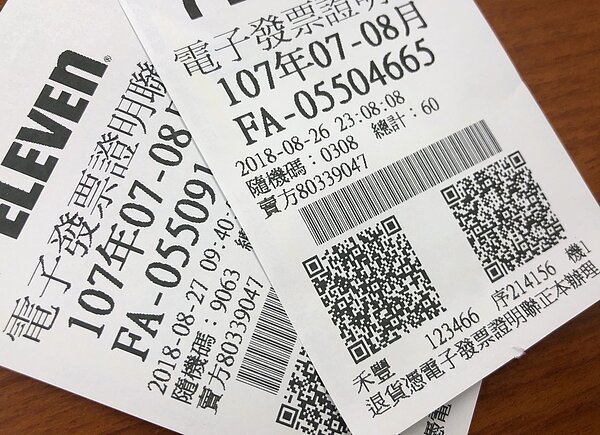 電子發票證明聯
107年07-08月
FA-05504665
2018-08-26 23:08:08
隨機碼：0308 總計：60
賣方80339047
禾豐 123466 序214156 機1
退貨憑電子發票證明聯正本辦理
ELEVEN
電子發票證明聯
107年07-08月
FA-055091
2018-08-27 09:40
隨機碼：9063
賣方80339047